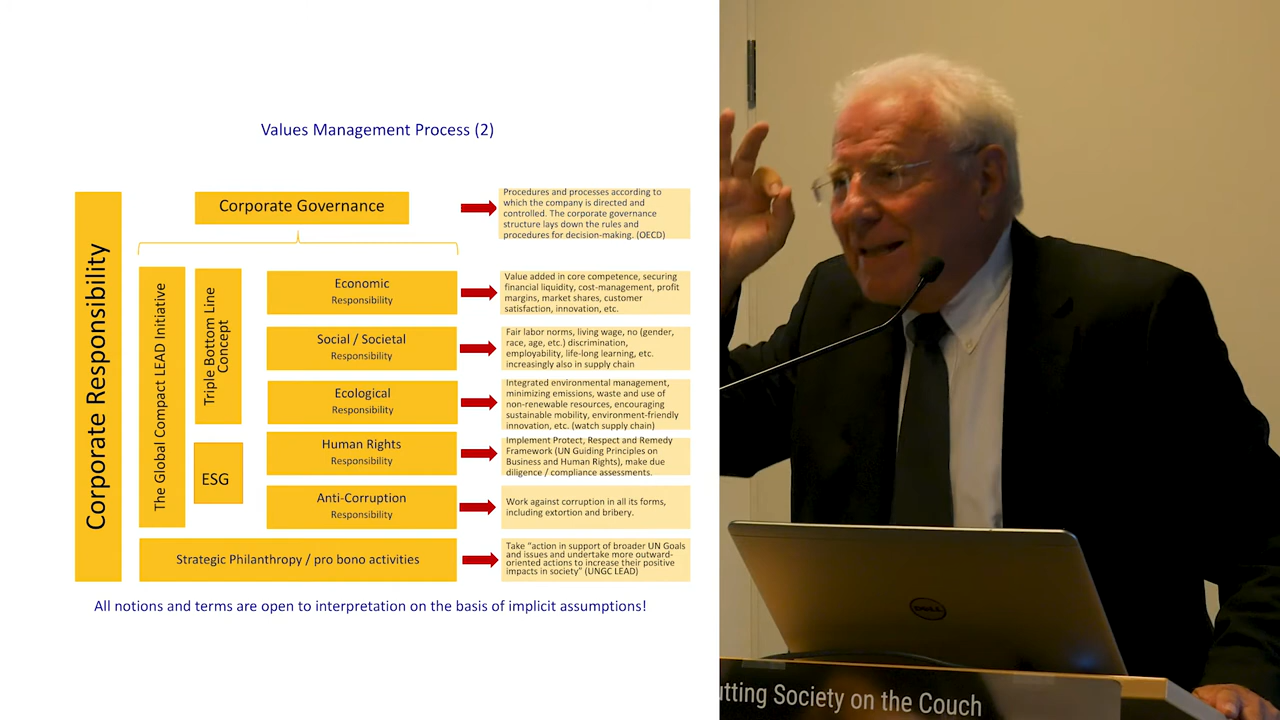 Values Management Process (2)
Corporate Responsibility
Corporate Governance
Procedures and processes according to
which the company is directed and
controlled. The corporate governance
structure lays down the rules and
procedures for decision-making. (OECD)
The Global Compact LEAD Initiative
Triple Bottom Line
Concept
ESG
Economic
Responsibility
Value added in core competence, securing
financial liquidity, cost-management, profit
margins, market shares, customer
satisfaction, innovation, etc.
Social / Societal
Responsibility
Fair labor norms, living wage, no (gender,
race, age, etc.) discrimination,
employability, life-long learning, etc.
increasingly also in supply chain
Ecological
Responsibility
Integrated environmental management,
minimizing emissions, waste and use of
non-renewable resources, encouraging
sustainable mobility, environment-friendly
innovation, etc. (watch supply chain)
Human Rights
Responsibility
Implement Protect, Respect and Remedy
Framework (UN Guiding Principles on
Business and Human Rights), make due
diligence / compliance assessments.
Anti-Corruption
Responsibility
Work against corruption in all its forms,
including extortion and bribery.
Strategic Philanthropy / pro bono activities
Take "action in support of broader UN Goals
and issues and undertake more outward-
oriented actions to increase their positive
impacts in society" (UNGC LEAD)
All notions and terms are open to interpretation on the basis of implicit assumptions!
DELL
utting Society on the Couch